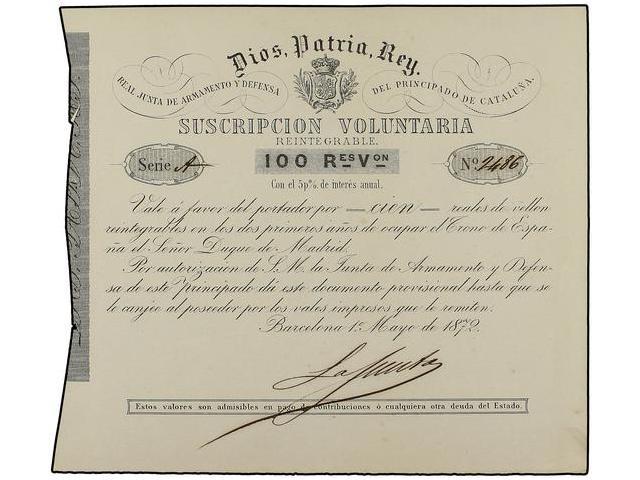 Dios, Patria, Rey.
REAL JUNTA DE ARMAMENTO Y DEFENSA
DEL PRINCIPADO DE CATALUÑA.
SUSCRIPCION VOLUNTARIA
REINTEGRABLE.
Serie A
100 Rˢ Vᵒⁿ
Nº 2486
Con el 5 p% de interés anual.
Vale á favor del portador por — cien — reales de vellon
reintegrables en los dos primeros años de ocupar el Trono de Espa-
ña el Señor Duque de Madrid.
Por autorizacion de S.M. la Junta de Armamento y Defen-
sa de este Principado dá este documento provisional hasta que se
le canjee al poseedor por los vales impresos que le remiten.
Barcelona 1º Mayo de 1872.
La Junta
Estos valores son admisibles en pago de contribuciones ó cualquiera otra deuda del Estado.